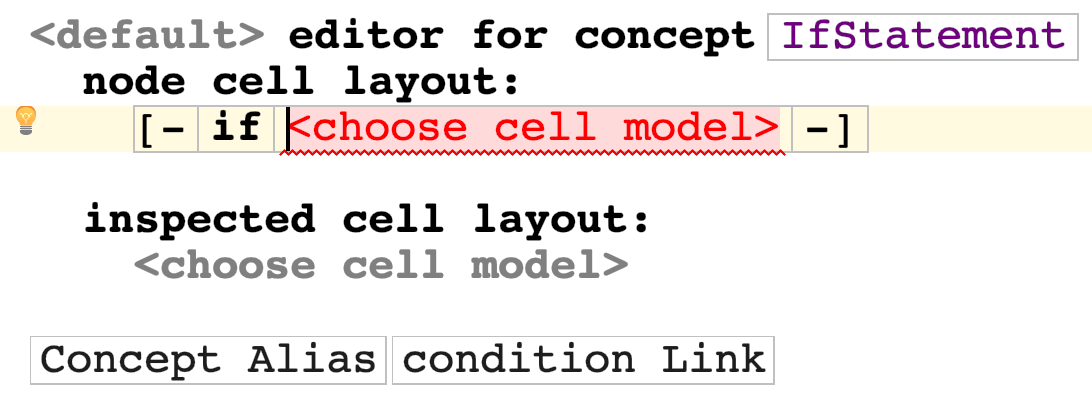 <default> editor for concept IfStatement
node cell layout:
[- if <choose cell model> -]
inspected cell layout:
<choose cell model>
Concept Alias condition Link